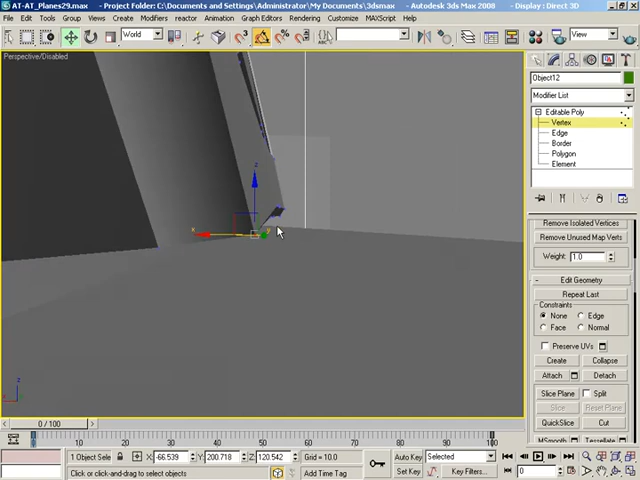 AT-AT_Planes29.max - Project Folder: C:\Documents and Settings\Administrator\My Documents\3dsmax - Autodesk 3ds Max 2008 - Display : Direct 3D
File Edit Tools Group Views Create Modifiers reactor Animation Graph Editors Rendering Customize MAXScript Help
World View
Perspective/Disabled
Object12
Modifier List
Editable Poly
Vertex
Edge
Border
Polygon
Element
Remove Isolated Vertices
Remove Unused Map Verts
Weight: 1.0
Edit Geometry
Repeat Last
Constraints
None Edge
Face Normal
Preserve UVs
Create Collapse
Attach Detach
Slice Plane Split
Slice Reset Plane
QuickSlice Cut
MSmooth Tessellate
z
x y
z
x
0 / 100
0 10 20 30 40 50 60 70 80 90 100
1 Object Sele X: -66.539 Y: 200.718 Z: 120.542 Grid = 10.0 Auto Key Selected
Click or click-and-drag to select objects Add Time Tag Set Key Key Filters... 0